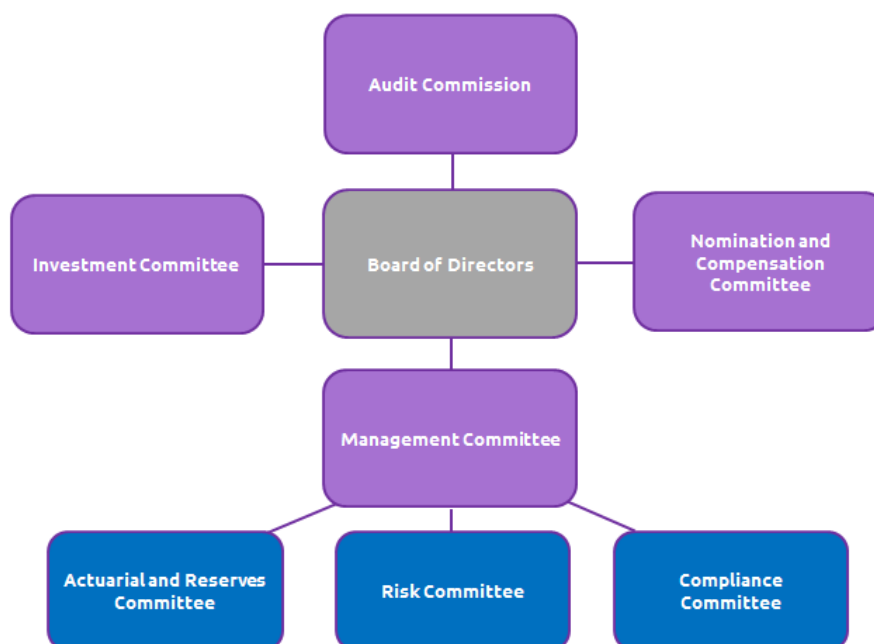 Audit Commission
Investment Committee
Board of Directors
Nomination and
Compensation
Committee
Management Committee
Actuarial and Reserves
Committee
Risk Committee
Compliance
Committee